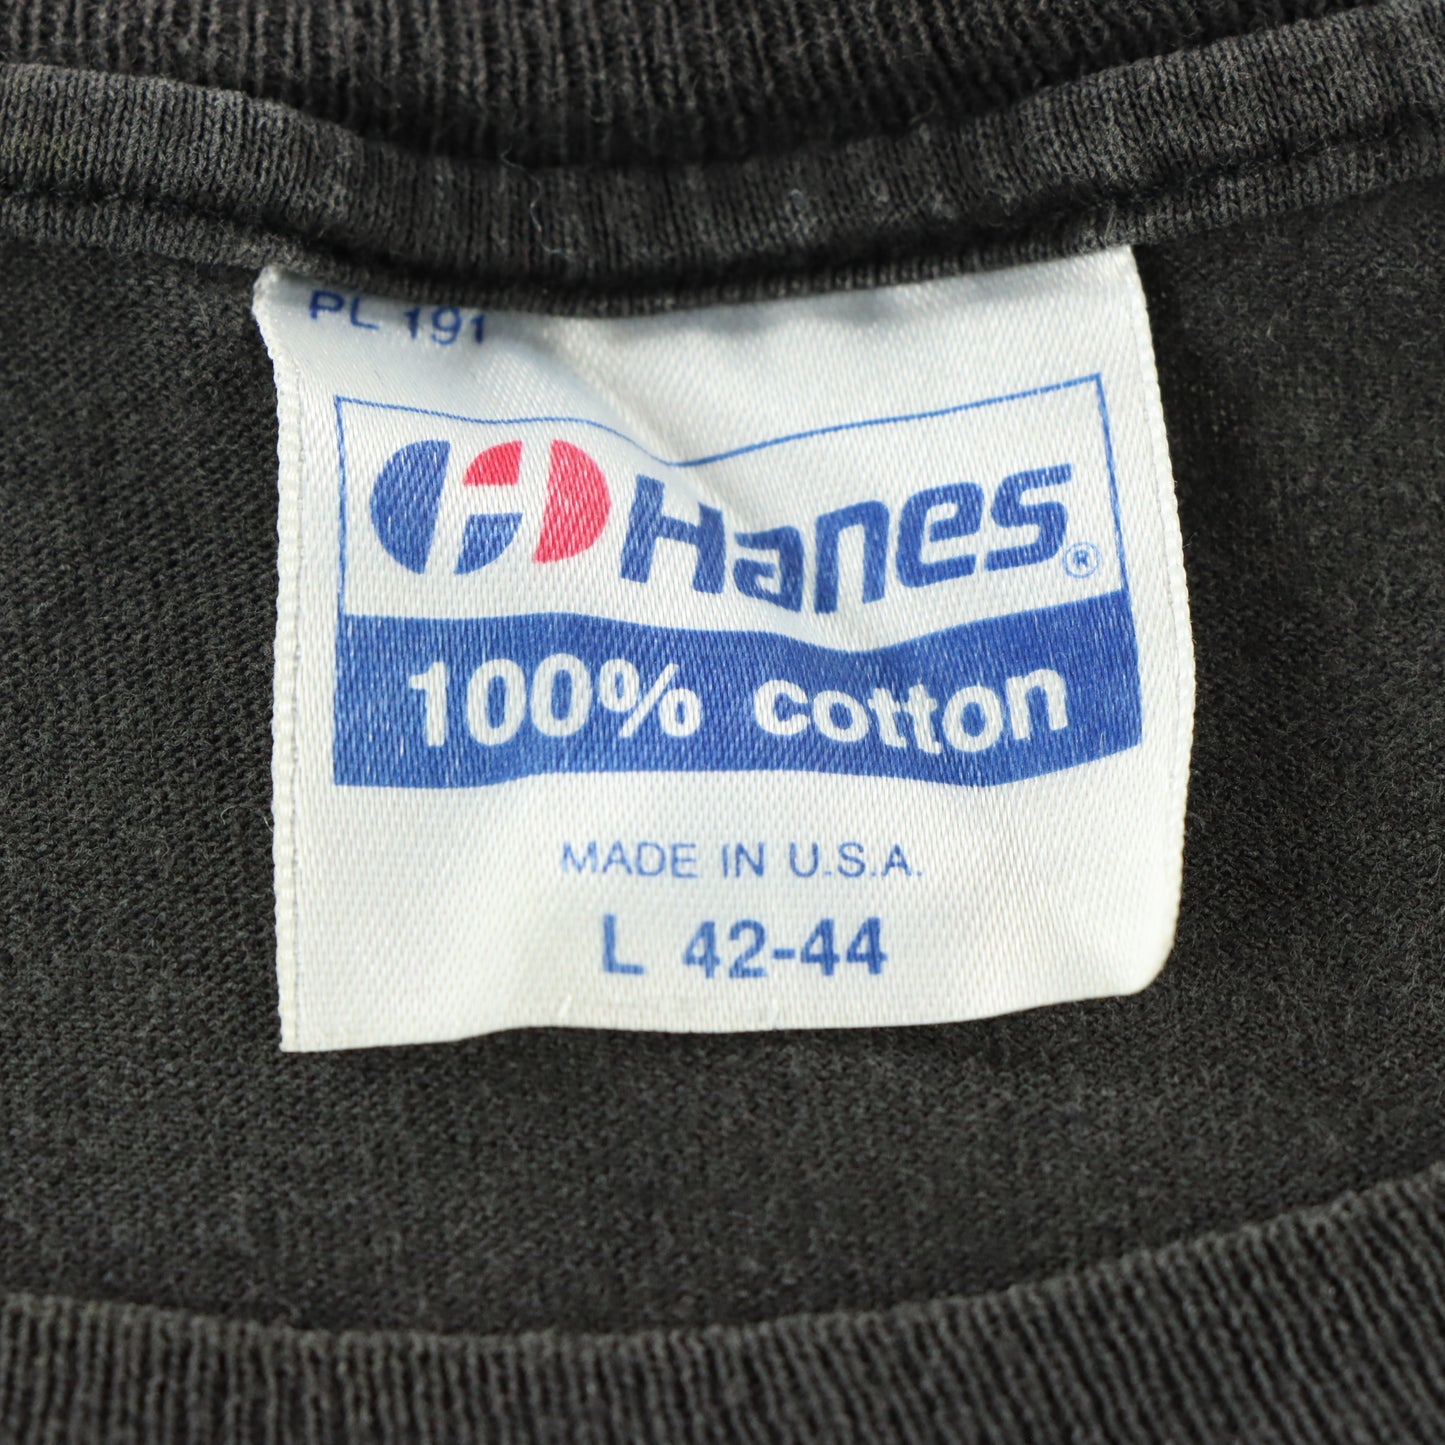 PL 191
Hanes®
100% cotton
MADE IN U.S.A.
L 42-44